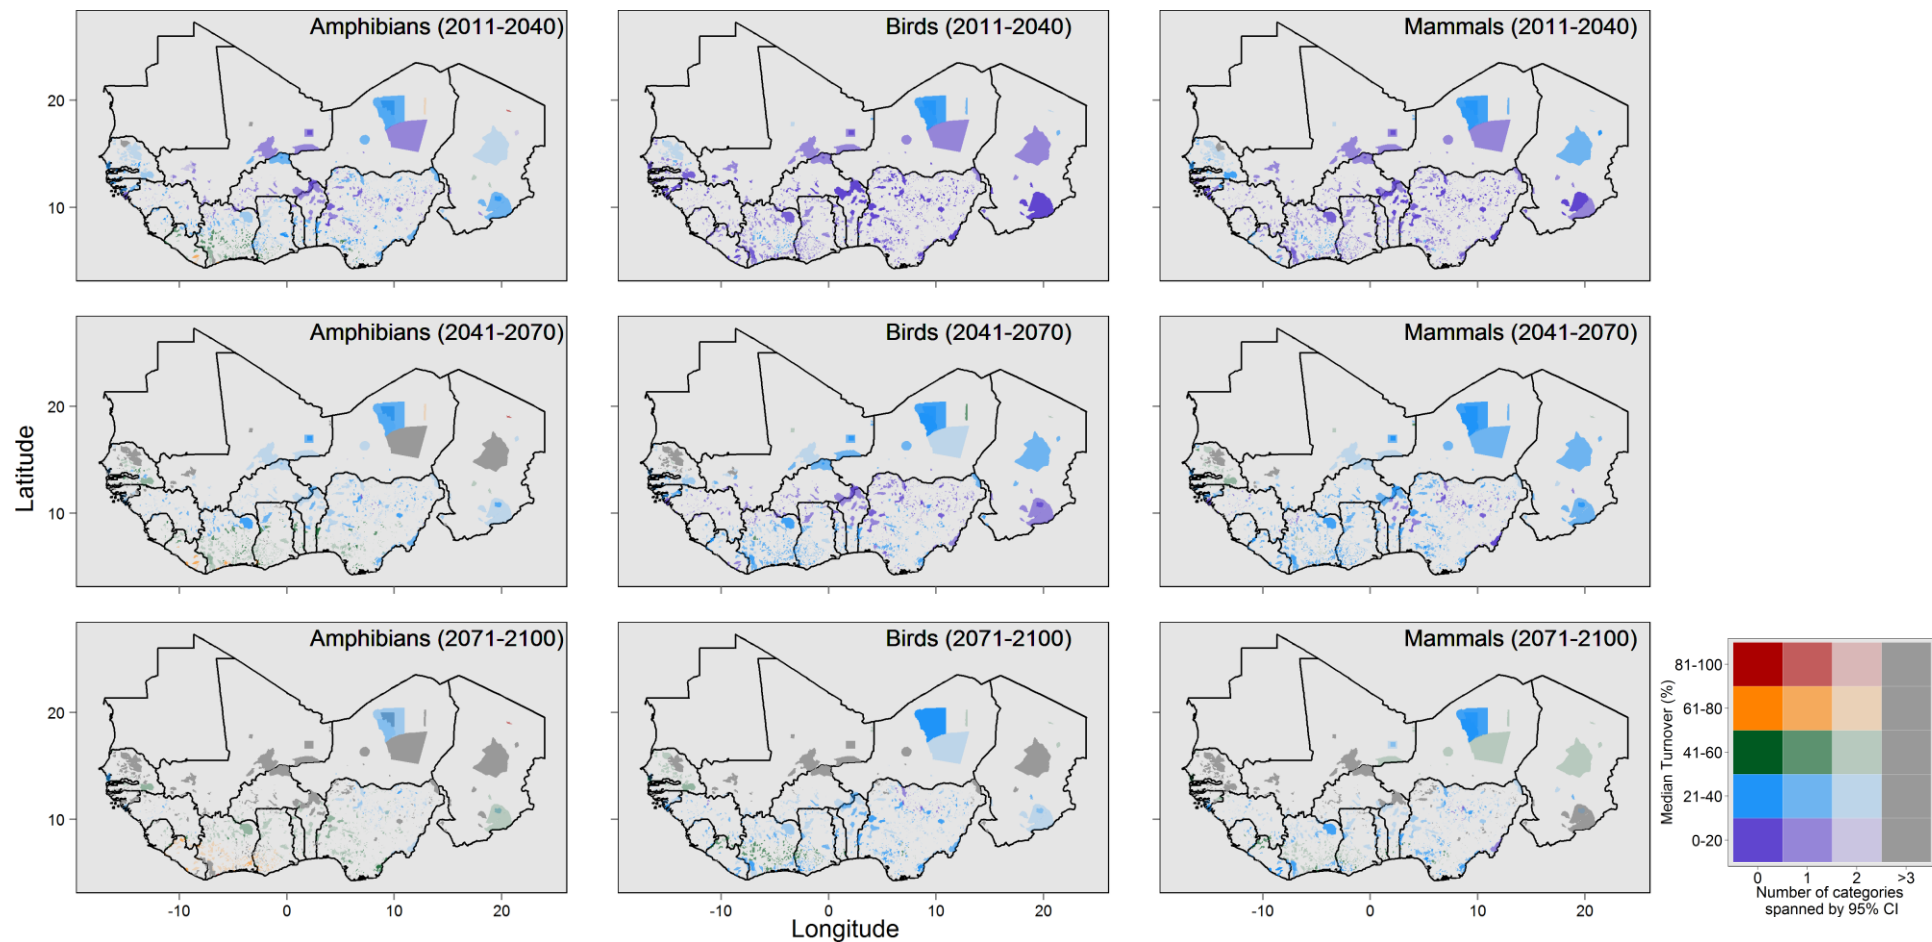 Amphibians (2011-2040)
Birds (2011-2040)
Mammals (2011-2040)
20
10
Amphibians (2041-2070)
Birds (2041-2070)
Mammals (2041-2070)
20
10
Latitude
Amphibians (2071-2100)
Birds (2071-2100)
Mammals (2071-2100)
20
10
-10 0 10 20
-10 0 10 20
-10 0 10 20
Longitude
Median Turnover (%)
81-100
61-80
41-60
21-40
0-20
0 1 2 >3
Number of categories
spanned by 95% CI